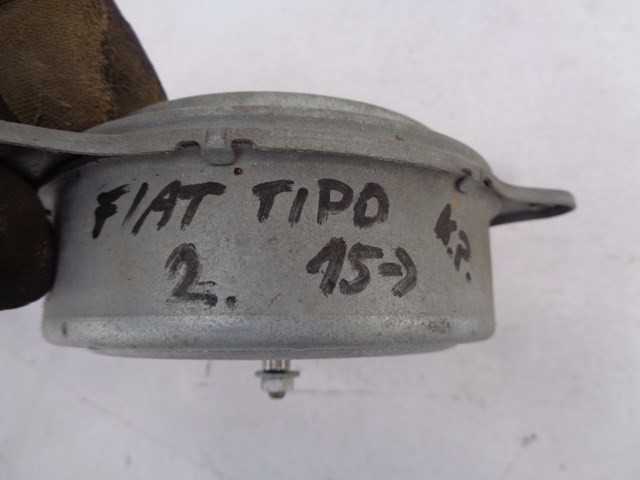 FIAT TIPO
2. 15-> K.P.